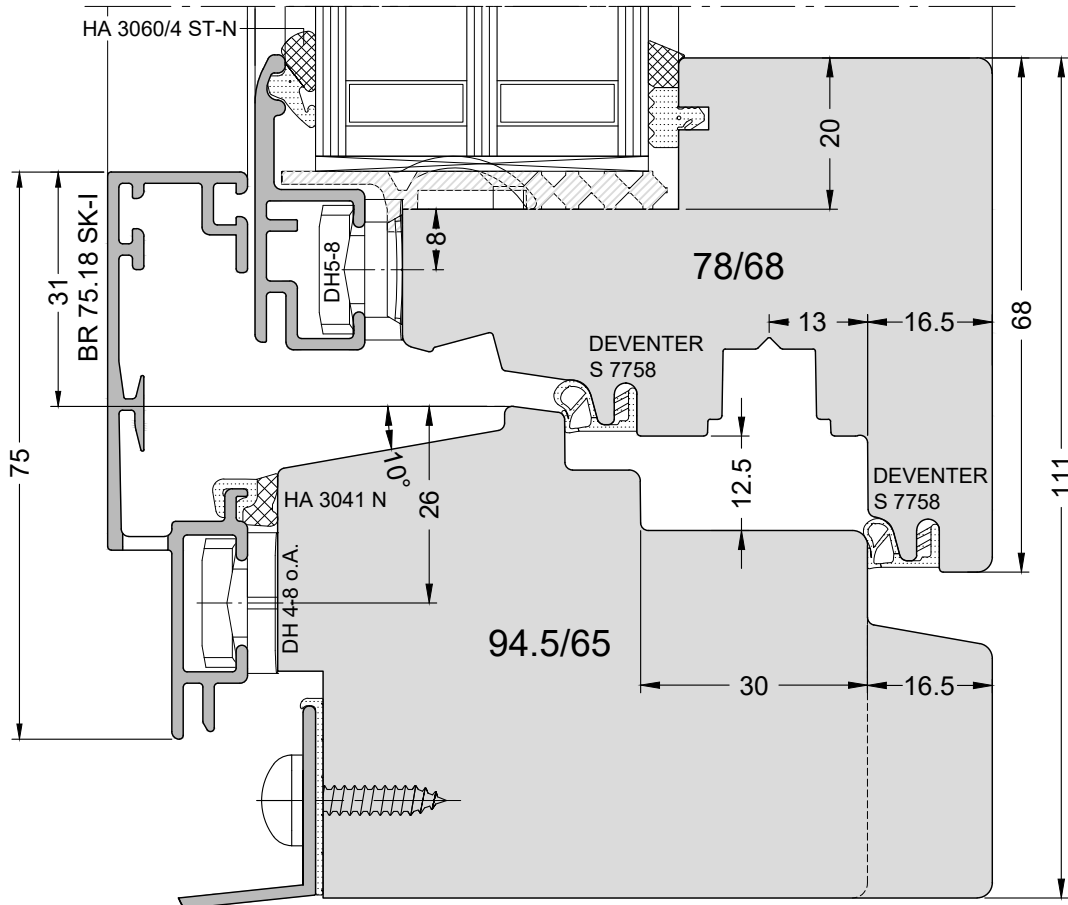 HA 3060/4 ST-N
20
8
DH5-8
78/68
31
BR 75.18 SK-I
13
16.5
68
DEVENTER
S 7758
75
10°
26
12.5
DEVENTER
S 7758
111
HA 3041 N
DH 4-8 o.A.
94.5/65
30
16.5